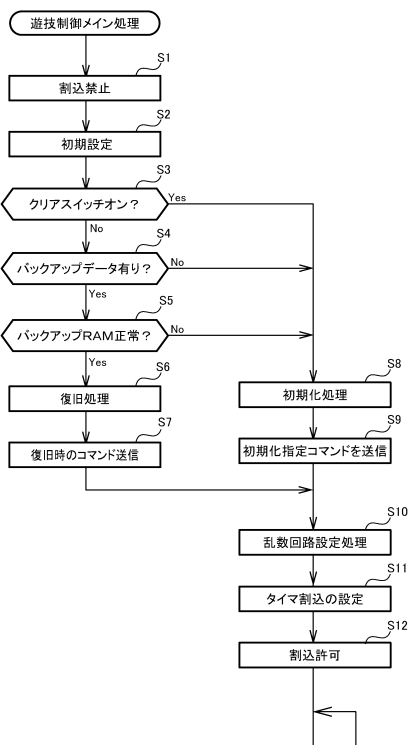 遊技制御メイン処理
S1
割込禁止
S2
初期設定
S3
クリアスイッチオン？
Yes
No
S4
バックアップデータ有り？
No
Yes
S5
バックアップRAM正常？
No
Yes
S6
復旧処理
S7
復旧時のコマンド送信
S8
初期化処理
S9
初期化指定コマンドを送信
S10
乱数回路設定処理
S11
タイマ割込の設定
S12
割込許可